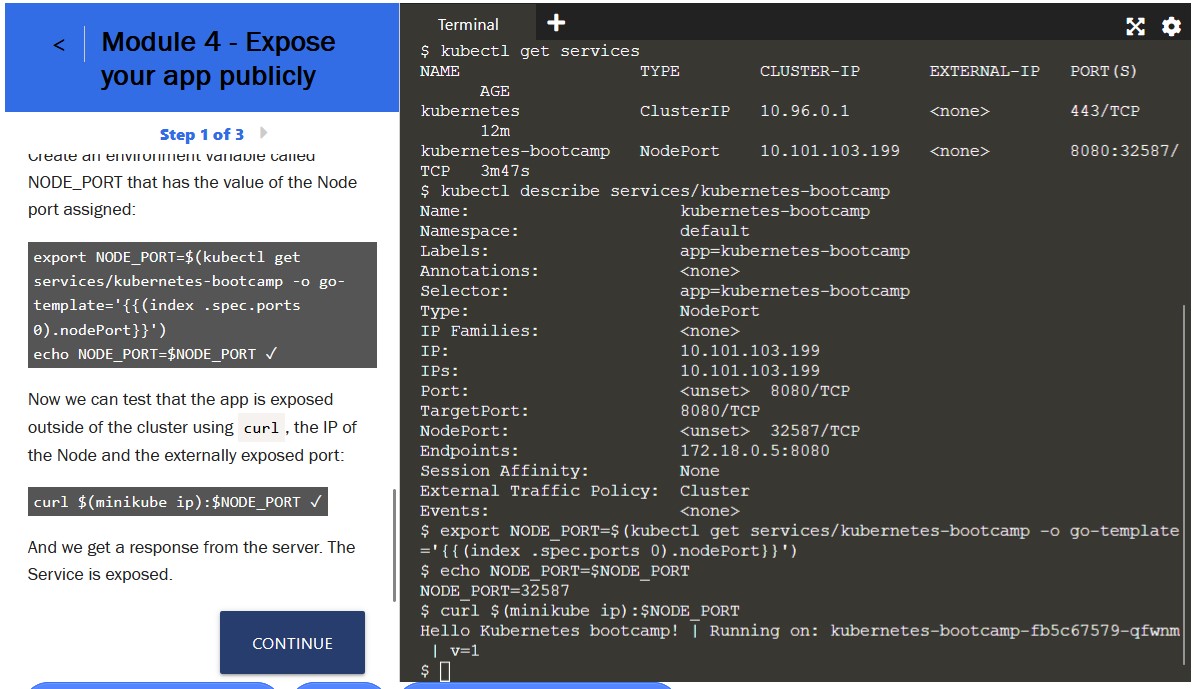 <
Module 4 - Expose
your app publicly
Step 1 of 3
Create an environment variable called
NODE_PORT that has the value of the Node
port assigned:
export NODE_PORT=$(kubectl get
services/kubernetes-bootcamp -o go-
template='{{(index .spec.ports
0).nodePort}}')
echo NODE_PORT=$NODE_PORT ✓
Now we can test that the app is exposed
outside of the cluster using curl, the IP of
the Node and the externally exposed port:
curl $(minikube ip):$NODE_PORT ✓
And we get a response from the server. The
Service is exposed.
CONTINUE
Terminal +
$ kubectl get services
NAME TYPE CLUSTER-IP EXTERNAL-IP PORT(S)
AGE
kubernetes ClusterIP 10.96.0.1 <none> 443/TCP
12m
kubernetes-bootcamp NodePort 10.101.103.199 <none> 8080:32587/
TCP 3m47s
$ kubectl describe services/kubernetes-bootcamp
Name: kubernetes-bootcamp
Namespace: default
Labels: app=kubernetes-bootcamp
Annotations: <none>
Selector: app=kubernetes-bootcamp
Type: NodePort
IP Families: <none>
IP: 10.101.103.199
IPs: 10.101.103.199
Port: <unset> 8080/TCP
TargetPort: 8080/TCP
NodePort: <unset> 32587/TCP
Endpoints: 172.18.0.5:8080
Session Affinity: None
External Traffic Policy: Cluster
Events: <none>
$ export NODE_PORT=$(kubectl get services/kubernetes-bootcamp -o go-template
='{{(index .spec.ports 0).nodePort}}')
$ echo NODE_PORT=$NODE_PORT
NODE_PORT=32587
$ curl $(minikube ip):$NODE_PORT
Hello Kubernetes bootcamp! | Running on: kubernetes-bootcamp-fb5c67579-qfwnm
| v=1
$